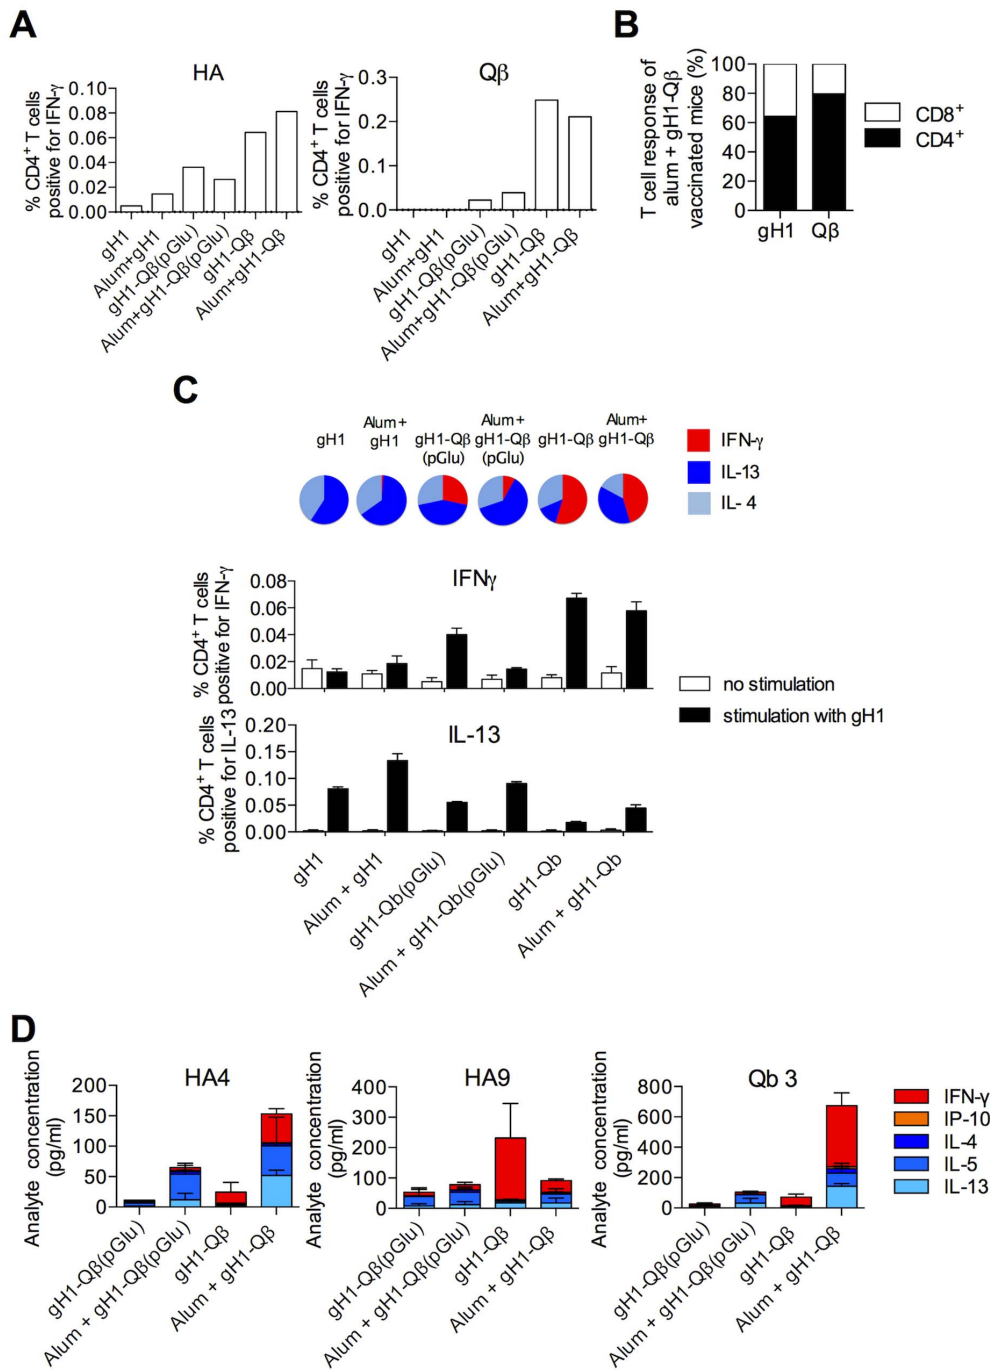 A
HA
% CD4+ T cells
positive for IFN-γ
0.10
0.08
0.06
0.04
0.02
0.00
gH1
Alum+gH1
gH1-Qβ(pGlu)
Alum+gH1-Qβ(pGlu)
gH1-Qβ
Alum+gH1-Qβ
Qβ
% CD4+ T cells
positive for IFN-γ
0.3
0.2
0.1
0.0
gH1
Alum+gH1
gH1-Qβ(pGlu)
Alum+gH1-Qβ(pGlu)
gH1-Qβ
Alum+gH1-Qβ
B
T cell response of
alum + gH1-Qβ
vaccinated mice (%)
100
80
60
40
20
0
gH1
Qβ
CD8+
CD4+
C
gH1
Alum +
gH1
gH1-Qβ
(pGlu)
Alum +
gH1-Qβ
(pGlu)
gH1-Qβ
Alum+
gH1-Qβ
IFN-γ
IL-13
IL- 4
IFNγ
% CD4+ T cells
positive for IFN-γ
0.08
0.06
0.04
0.02
0.00
no stimulation
stimulation with gH1
IL-13
% CD4+ T cells
positive for IL-13
0.20
0.15
0.10
0.05
0.00
gH1
Alum + gH1
gH1-Qb(pGlu)
Alum + gH1-Qb(pGlu)
gH1-Qb
Alum + gH1-Qb
D
HA4
Analyte concentration
(pg/ml)
200
150
100
50
0
gH1-Qβ(pGlu)
Alum + gH1-Qβ(pGlu)
gH1-Qβ
Alum + gH1-Qβ
HA9
Analyte concentration
(pg/ml)
400
300
200
100
0
gH1-Qβ(pGlu)
Alum + gH1-Qβ(pGlu)
gH1-Qβ
Alum + gH1-Qβ
Qb 3
Analyte concentration
(pg/ml)
800
600
400
200
0
gH1-Qβ(pGlu)
Alum + gH1-Qβ(pGlu)
gH1-Qβ
Alum + gH1-Qβ
IFN-γ
IP-10
IL-4
IL-5
IL-13